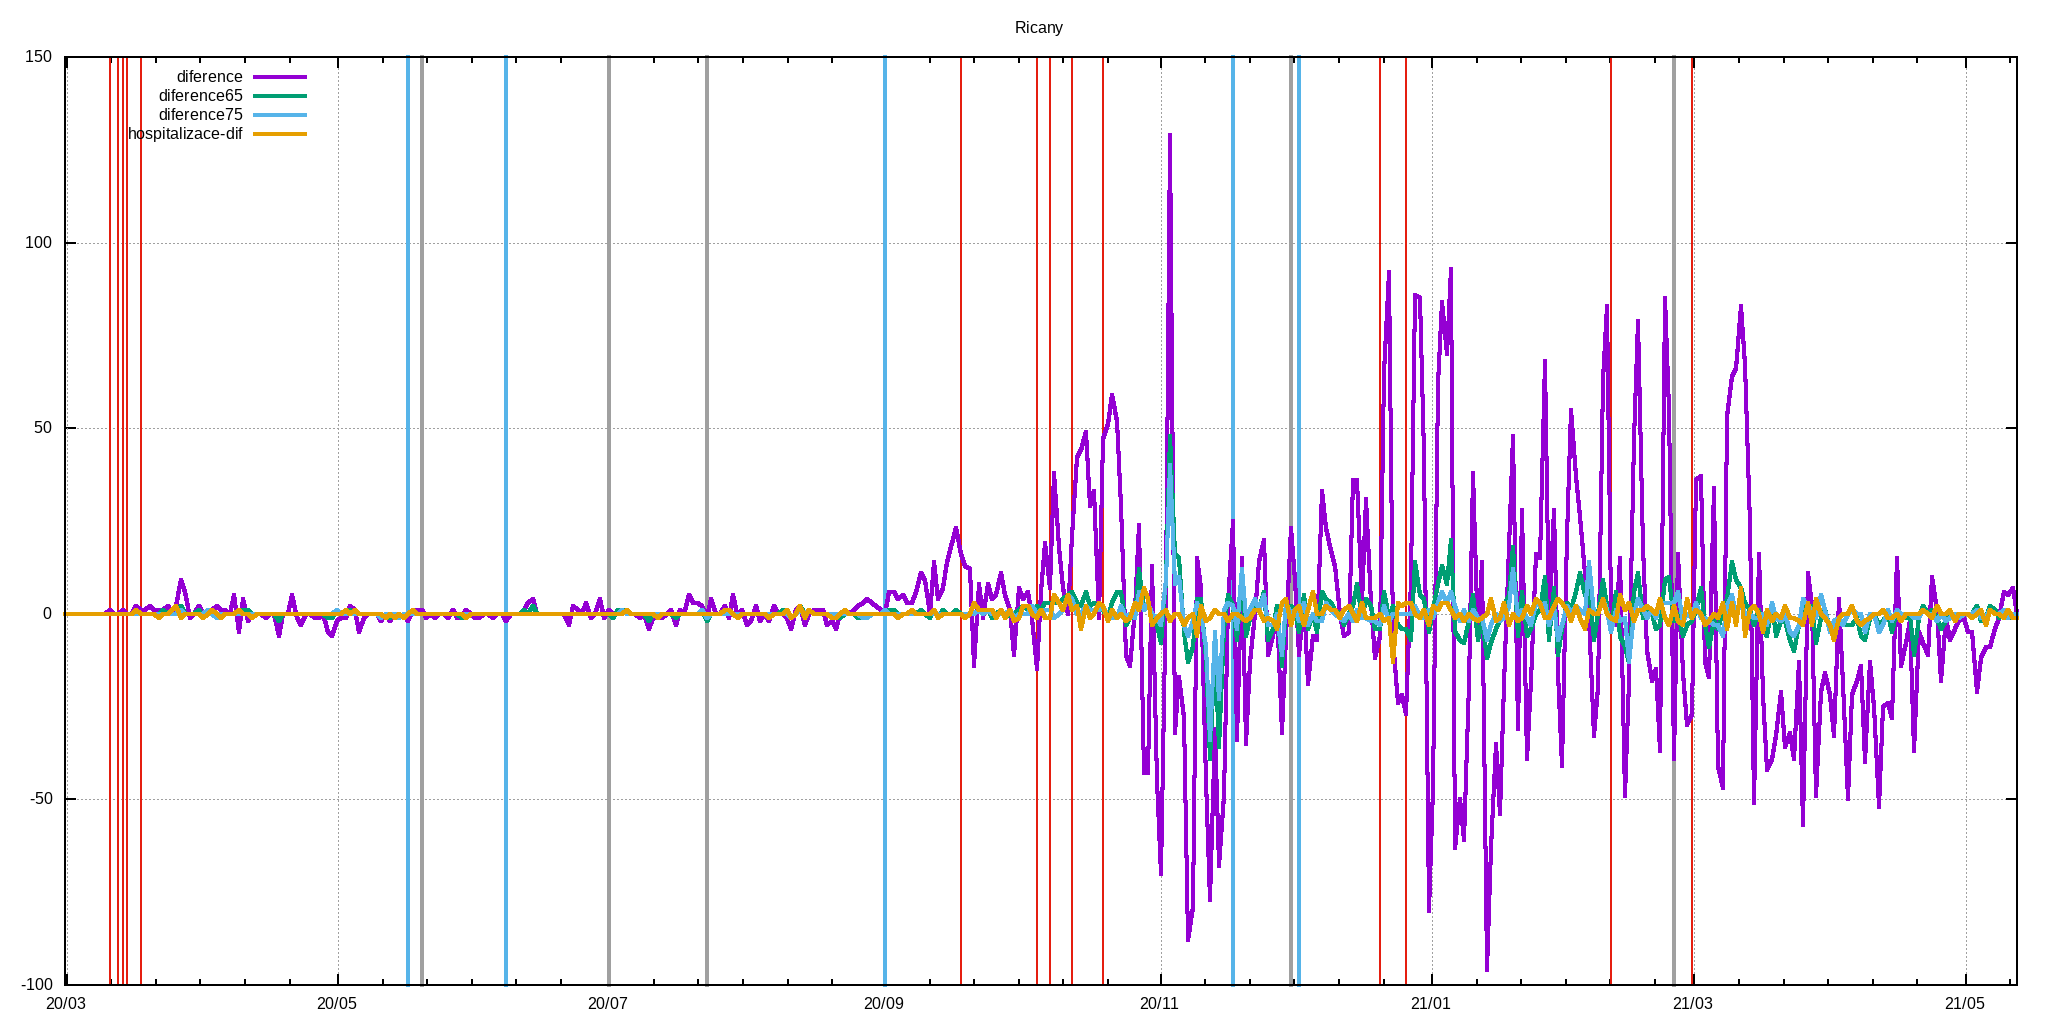 Ricany
150
diference
diference65
diference75
hospitalizace-dif
100
50
0
-50
-100
20/03 20/05 20/07 20/09 20/11 21/01 21/03 21/05